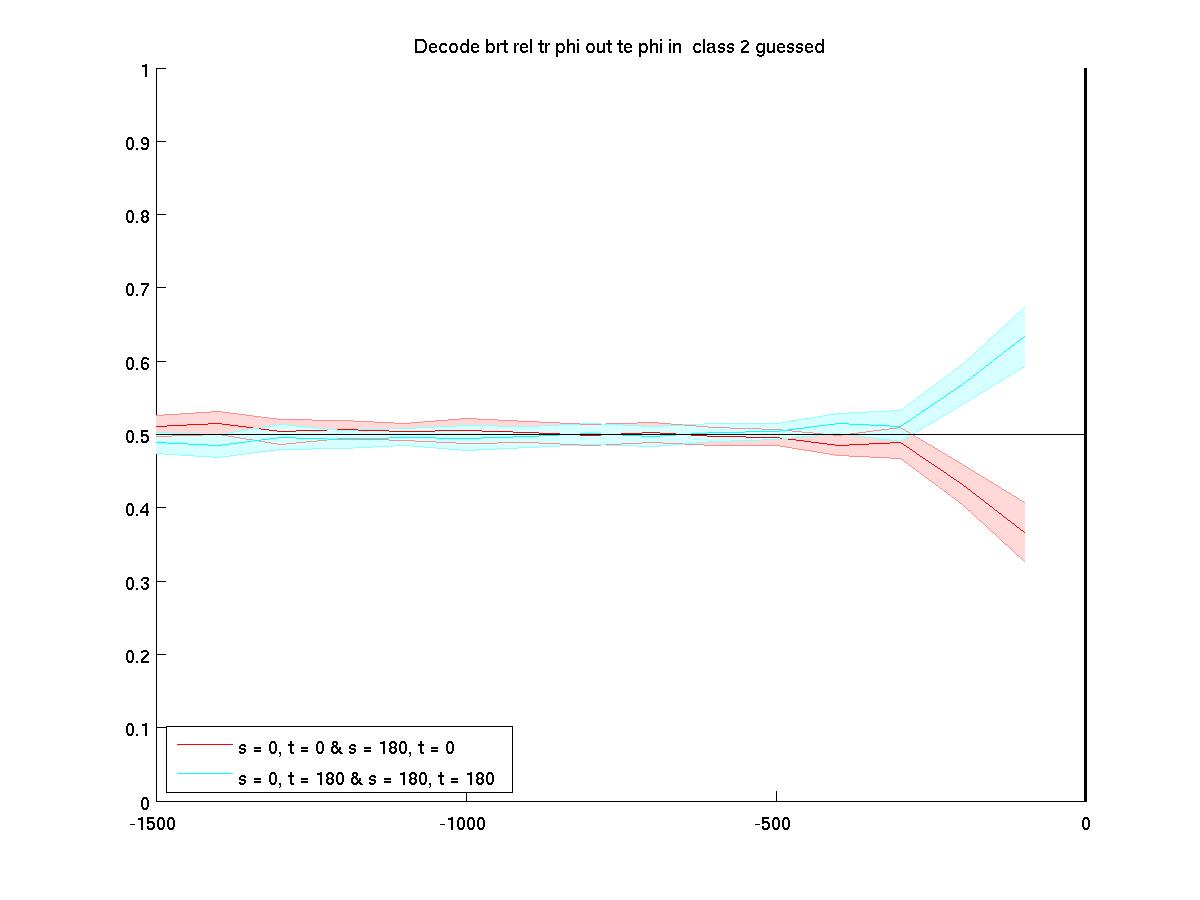 Decode brt rel tr phi out te phi in  class 2 guessed
1
0.9
0.8
0.7
0.6
0.5
0.4
0.3
0.2
0.1
0
s = 0, t = 0 & s = 180, t = 0
s = 0, t = 180 & s = 180, t = 180
-1500 -1000 -500 0